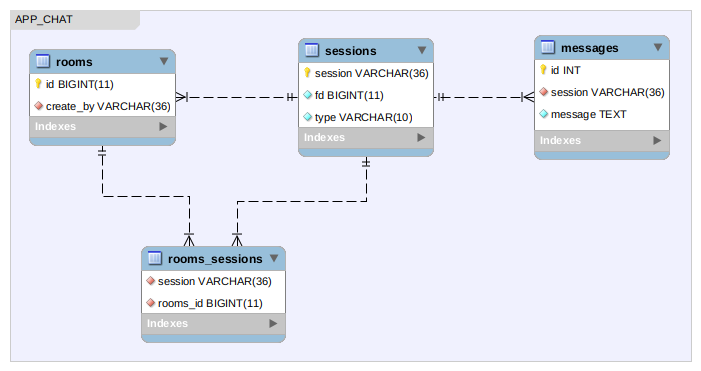 APP_CHAT
rooms
id BIGINT(11)
create_by VARCHAR(36)
Indexes
sessions
session VARCHAR(36)
fd BIGINT(11)
type VARCHAR(10)
Indexes
messages
id INT
session VARCHAR(36)
message TEXT
Indexes
rooms_sessions
session VARCHAR(36)
rooms_id BIGINT(11)
Indexes